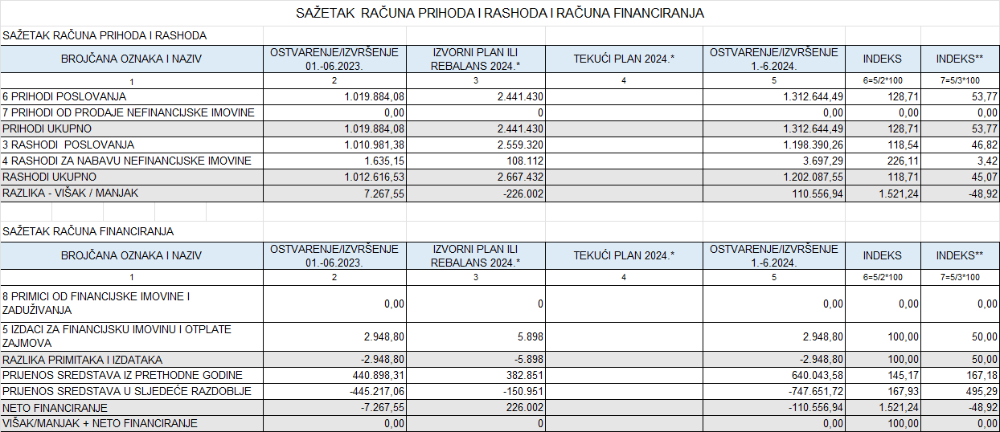 SAŽETAK  RAČUNA PRIHODA I RASHODA I RAČUNA FINANCIRANJA
SAŽETAK RAČUNA PRIHODA I RASHODA
BROJČANA OZNAKA I NAZIV OSTVARENJE/IZVRŠENJE 01.-06.2023. IZVORNI PLAN ILI REBALANS 2024.* TEKUĆI PLAN 2024.* OSTVARENJE/IZVRŠENJE 1.-6.2024. INDEKS INDEKS**
1 2 3 4 5 6=5/2*100 7=5/3*100
6 PRIHODI POSLOVANJA 1.019.884,08 2.441.430 1.312.644,49 128,71 53,77
7 PRIHODI OD PRODAJE NEFINANCIJSKE IMOVINE 0,00 0 0,00 0,00 0,00
PRIHODI UKUPNO 1.019.884,08 2.441.430 1.312.644,49 128,71 53,77
3 RASHODI  POSLOVANJA 1.010.981,38 2.559.320 1.198.390,26 118,54 46,82
4 RASHODI ZA NABAVU NEFINANCIJSKE IMOVINE 1.635,15 108.112 3.697,29 226,11 3,42
RASHODI UKUPNO 1.012.616,53 2.667.432 1.202.087,55 118,71 45,07
RAZLIKA - VIŠAK / MANJAK 7.267,55 -226.002 110.556,94 1.521,24 -48,92
SAŽETAK RAČUNA FINANCIRANJA
BROJČANA OZNAKA I NAZIV OSTVARENJE/IZVRŠENJE 01.-06.2023. IZVORNI PLAN ILI REBALANS 2024.* TEKUĆI PLAN 2024.* OSTVARENJE/IZVRŠENJE 1.-6.2024. INDEKS INDEKS**
1 2 3 4 5 6=5/2*100 7=5/3*100
8 PRIMICI OD FINANCIJSKE IMOVINE I ZADUŽIVANJA 0,00 0 0,00 0,00 0,00
5 IZDACI ZA FINANCIJSKU IMOVINU I OTPLATE ZAJMOVA 2.948,80 5.898 2.948,80 100,00 50,00
RAZLIKA PRIMITAKA I IZDATAKA -2.948,80 -5.898 -2.948,80 100,00 50,00
PRIJENOS SREDSTAVA IZ PRETHODNE GODINE 440.898,31 382.851 640.043,58 145,17 167,18
PRIJENOS SREDSTAVA U SLJEDEĆE RAZDOBLJE -445.217,06 -150.951 -747.651,72 167,93 495,29
NETO FINANCIRANJE -7.267,55 226.002 -110.556,94 1.521,24 -48,92
VIŠAK/MANJAK + NETO FINANCIRANJE 0,00 0 0,00 100,00 0,00